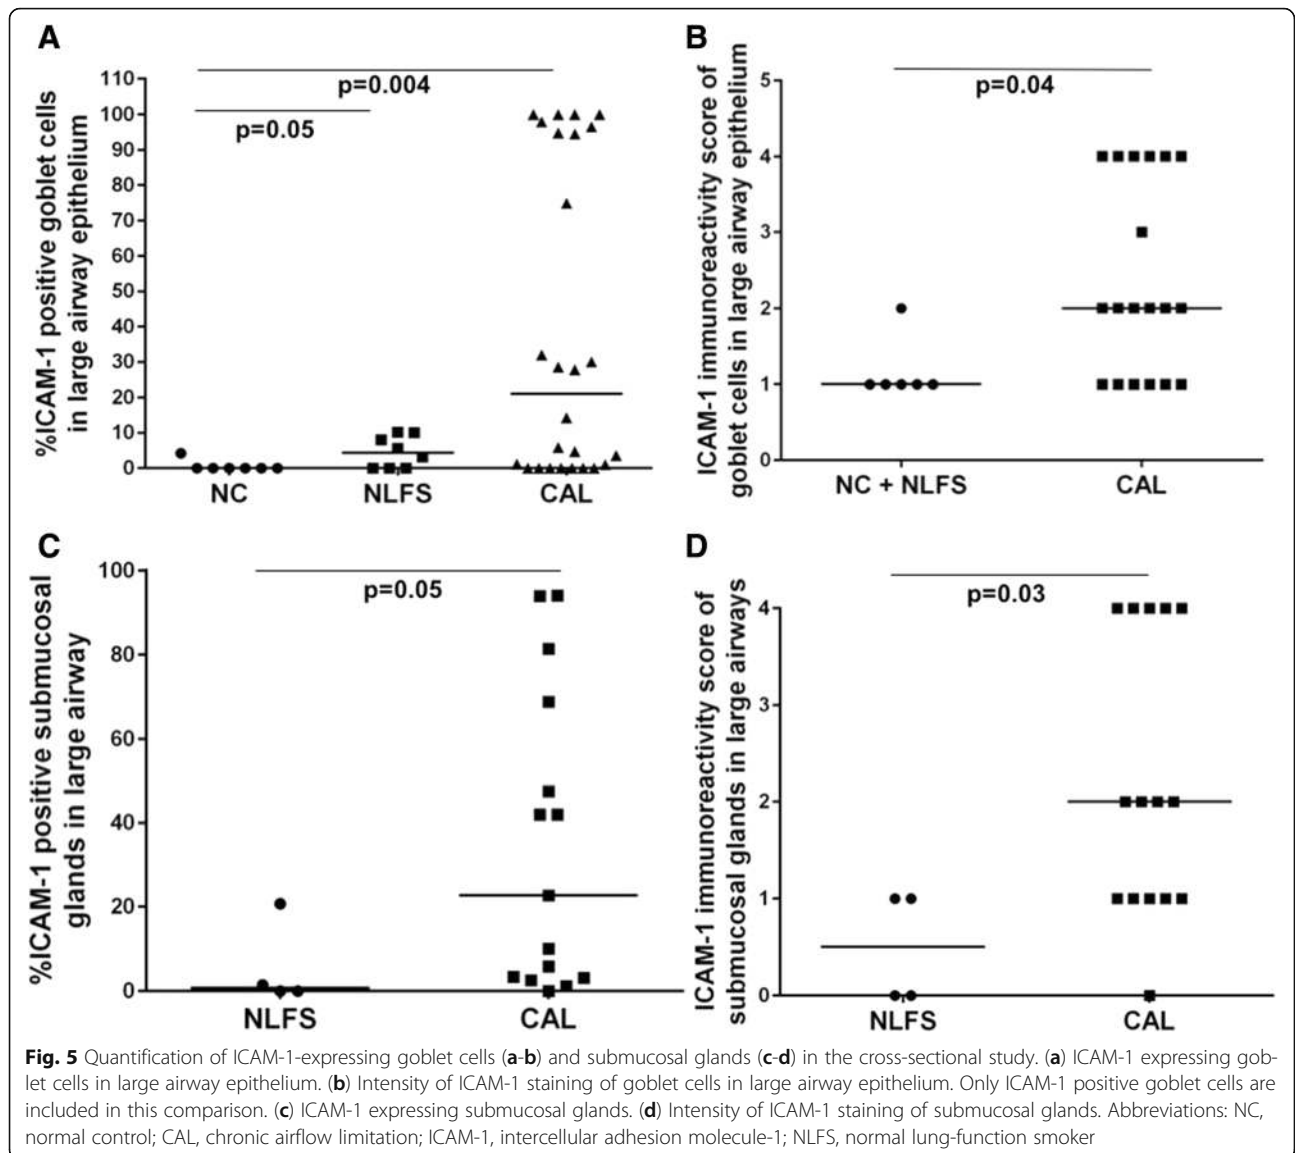 A
%ICAM-1 positive goblet cells
in large airway epithelium
110
100
90
80
70
60
50
40
30
20
10
0
p=0.004
p=0.05
NC
NLFS
CAL
B
ICAM-1 immunoreactivity score of
goblet cells in large airway epithelium
5
4
3
2
1
0
p=0.04
NC + NLFS
CAL
C
%ICAM-1 positive submucosal
glands in large airway
100
80
60
40
20
0
p=0.05
NLFS
CAL
D
ICAM-1 immunoreactivity score of
submucosal glands in large airways
4
3
2
1
0
p=0.03
NLFS
CAL
Fig. 5 Quantification of ICAM-1-expressing goblet cells (a-b) and submucosal glands (c-d) in the cross-sectional study. (a) ICAM-1 expressing gob-
let cells in large airway epithelium. (b) Intensity of ICAM-1 staining of goblet cells in large airway epithelium. Only ICAM-1 positive goblet cells are
included in this comparison. (c) ICAM-1 expressing submucosal glands. (d) Intensity of ICAM-1 staining of submucosal glands. Abbreviations: NC,
normal control; CAL, chronic airflow limitation; ICAM-1, intercellular adhesion molecule-1; NLFS, normal lung-function smoker